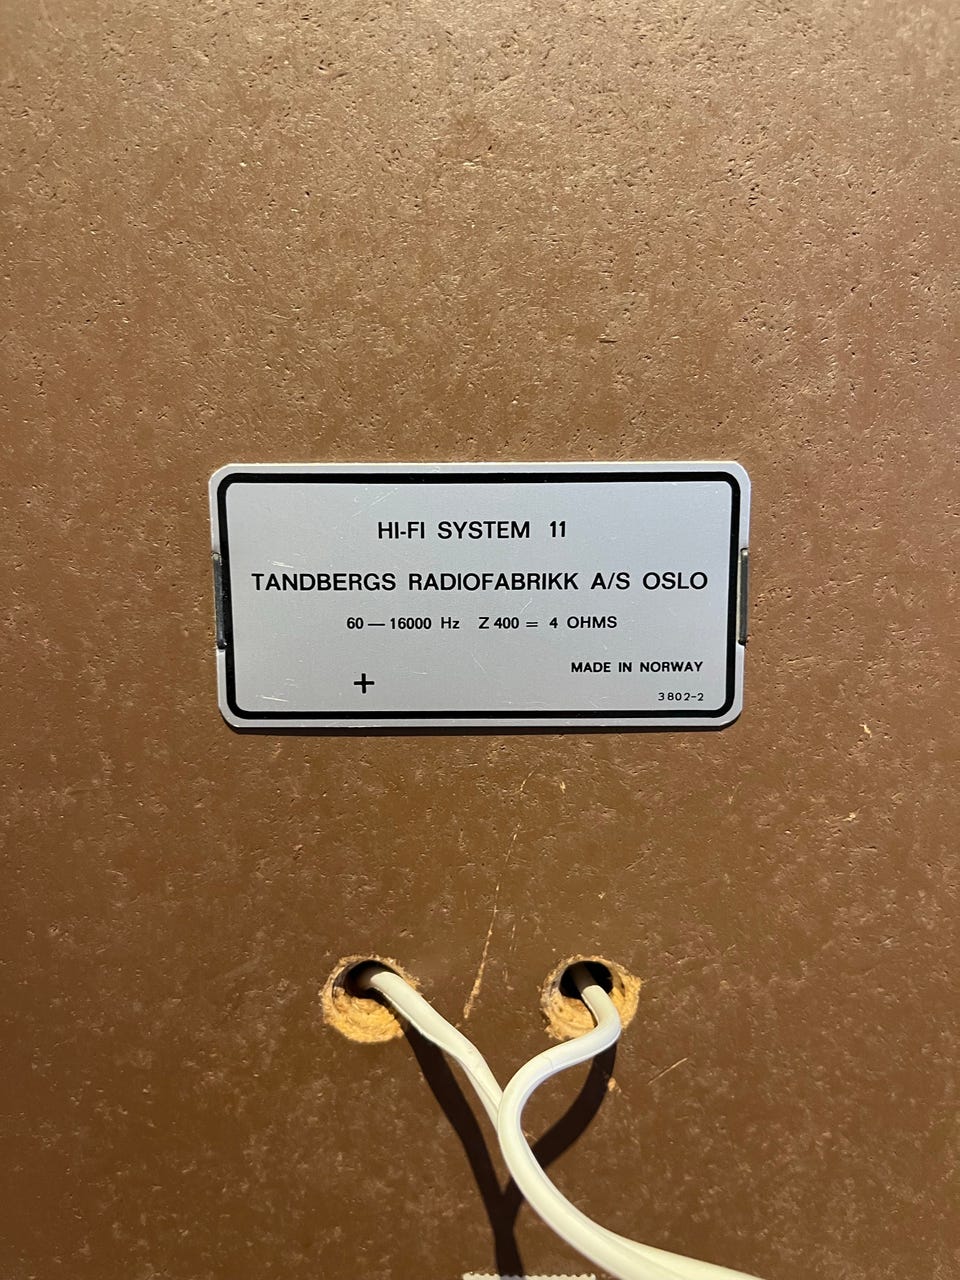 HI-FI SYSTEM 11
TANDBERGS RADIOFABRIKK A/S OSLO
60 — 16000 Hz Z 400 = 4 OHMS
MADE IN NORWAY
+
3802-2